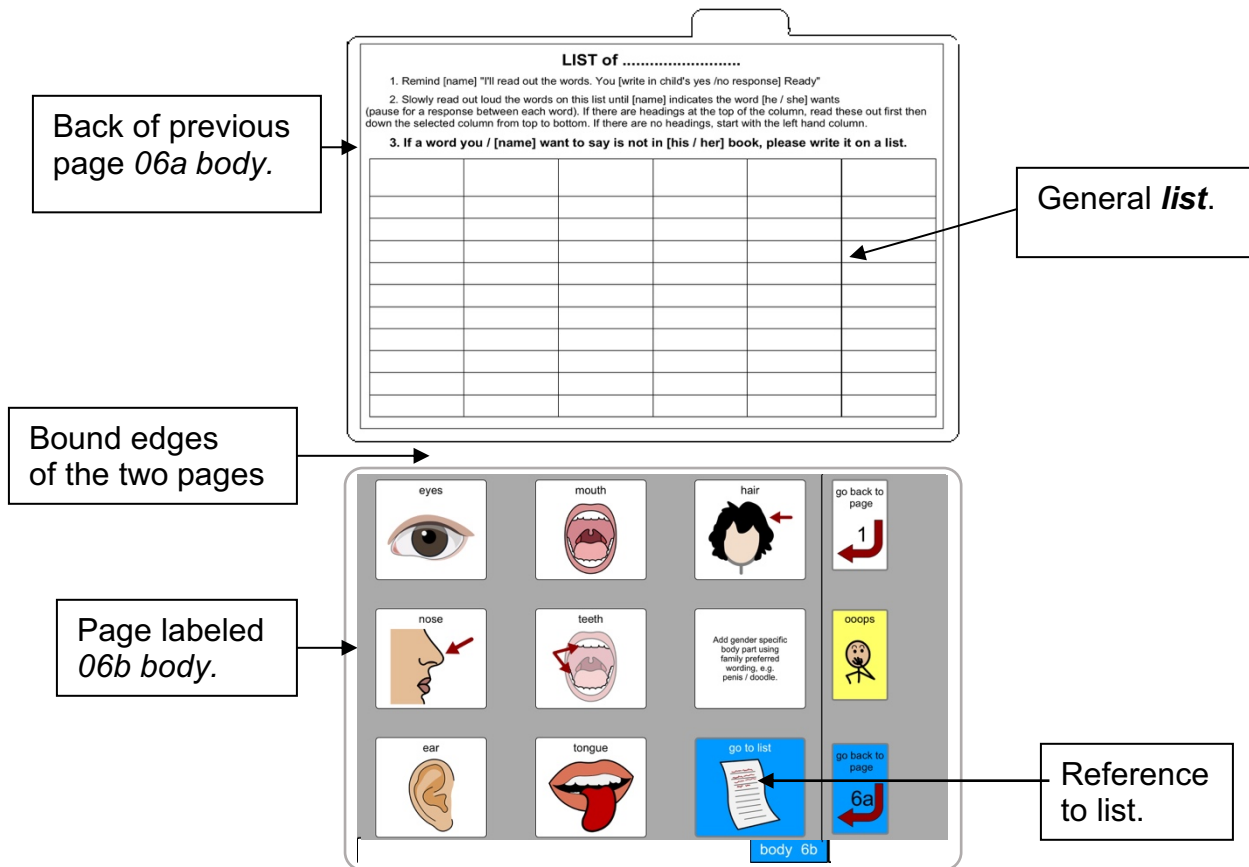 LIST of ..........................
1. Remind [name] "I'll read out the words. You [write in child's yes /no response] Ready"
2. Slowly read out loud the words on this list until [name] indicates the word [he / she] wants
(pause for a response between each word). If there are headings at the top of the column, read these out first then
down the selected column from top to bottom. If there are no headings, start with the left hand column.
3. If a word you / [name] want to say is not in [his / her] book, please write it on a list.
Back of previous
page 06a body.
General list.
Bound edges
of the two pages
eyes
mouth
hair
go back to
page
1
Page labeled
06b body.
nose
teeth
Add gender specific
body part using
family preferred
wording, e.g.
penis / doodle.
ooops
ear
tongue
go to list
go back to
page
6a
Reference
to list.
body 6b